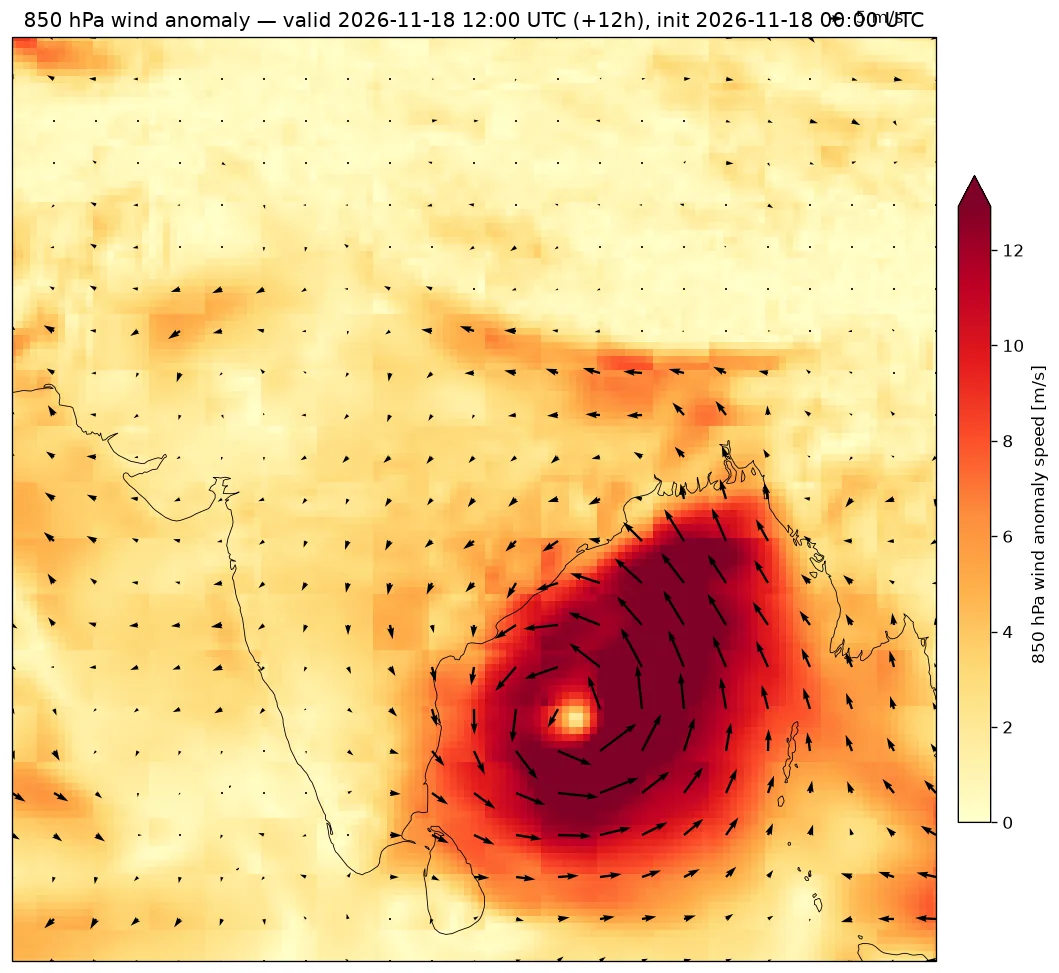 850 hPa wind anomaly — valid 2026-11-18 12:00 UTC (+12h), init 2026-11-18 00:00 UTC
5 m/s
12
10
8
6
4
2
0
850 hPa wind anomaly speed [m/s]